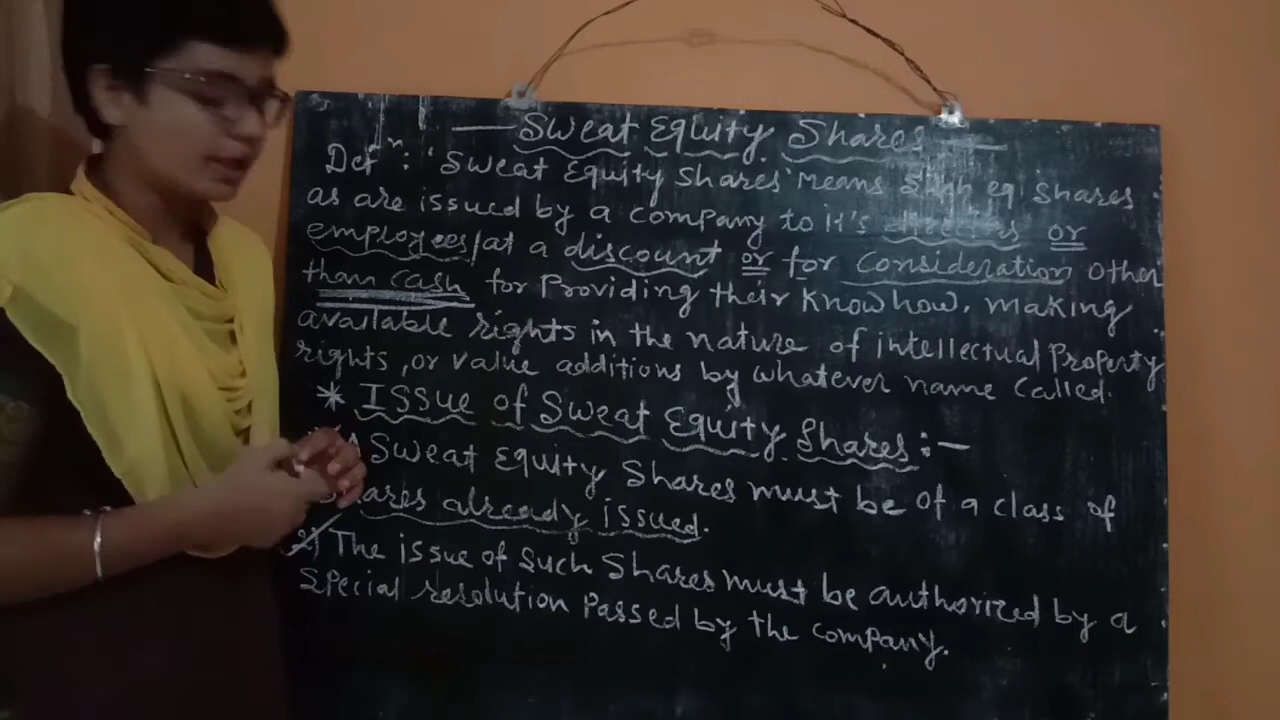 — Sweat Equity Shares —
Defⁿ : 'Sweat Equity Shares' means Such eq. shares
as are issued by a company to it's directors or
employees/at a discount or for consideration other
than cash for Providing their Knowhow, making
available rights in the nature of intellectual Property
rights, or value additions by whatever name called.
* Issue of Sweat Equity Shares :-
Sweat Equity Shares must be of a class of
Shares already issued.
2) The issue of Such Shares must be authorized by a
Special resolution Passed by the company.